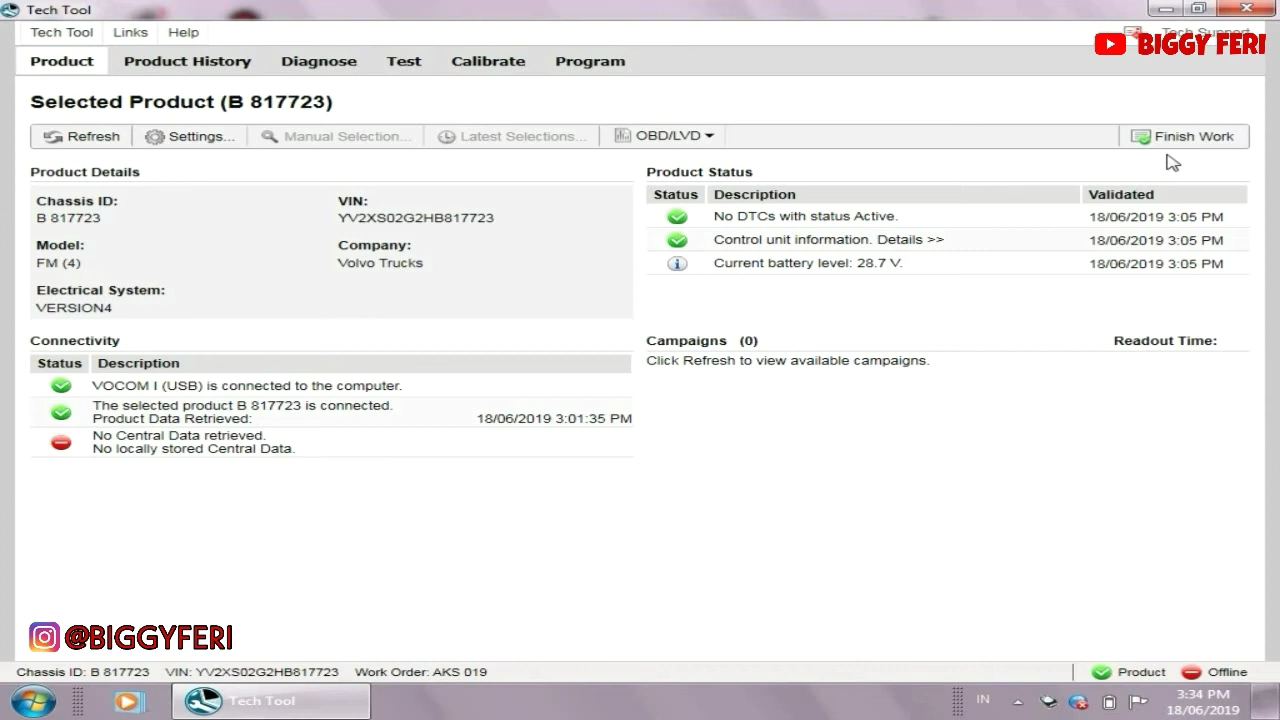 Tech Tool
Tech Tool Links Help
Tech Support
BIGGY FERI
Product Product History Diagnose Test Calibrate Program
Selected Product (B 817723)
Refresh Settings... Manual Selection... Latest Selections... OBD/LVD Finish Work
Product Details
Chassis ID:
B 817723
VIN:
YV2XS02G2HB817723
Model:
FM (4)
Company:
Volvo Trucks
Electrical System:
VERSION4
Product Status
Status Description Validated
No DTCs with status Active. 18/06/2019 3:05 PM
Control unit information. Details >> 18/06/2019 3:05 PM
Current battery level: 28.7 V. 18/06/2019 3:05 PM
Connectivity
Status Description
VOCOM I (USB) is connected to the computer.
The selected product B 817723 is connected.
Product Data Retrieved: 18/06/2019 3:01:35 PM
No Central Data retrieved.
No locally stored Central Data.
Campaigns (0) Readout Time:
Click Refresh to view available campaigns.
@BIGGYFERI
Chassis ID: B 817723 VIN: YV2XS02G2HB817723 Work Order: AKS 019 Product Offline
Tech Tool
IN
3:34 PM
18/06/2019